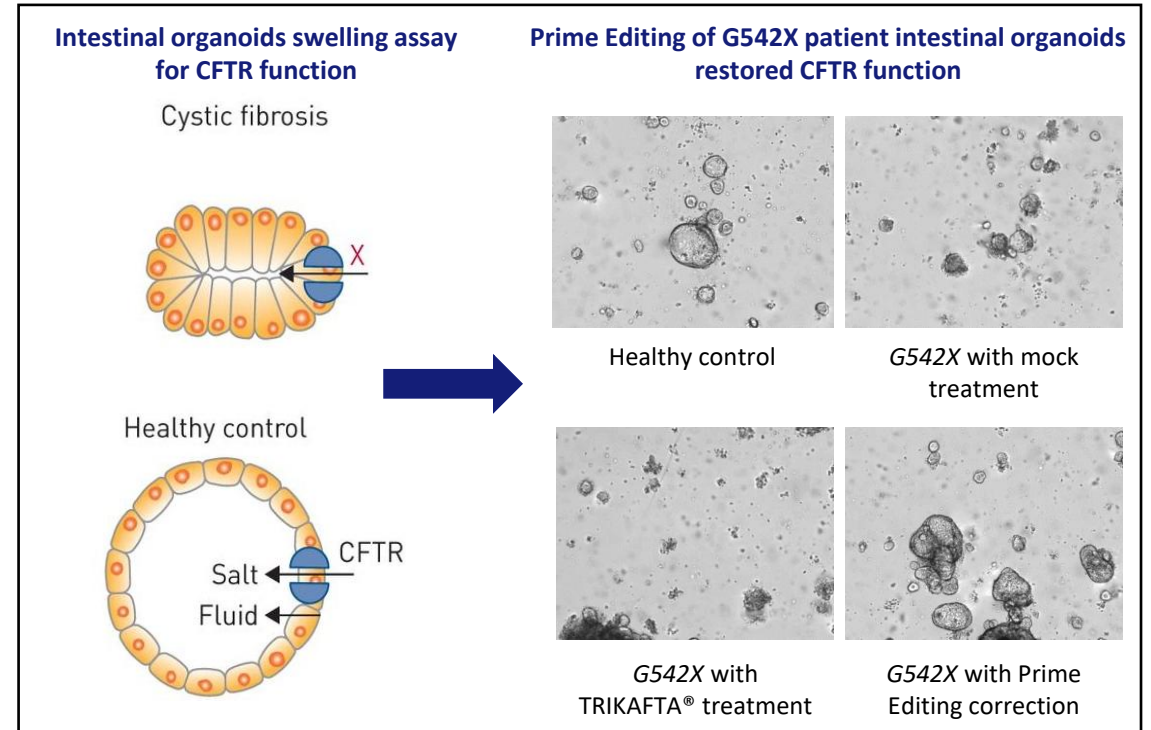 Intestinal organoids swelling assay
for CFTR function
Cystic fibrosis
X
Healthy control
CFTR
Salt
Fluid
Prime Editing of G542X patient intestinal organoids
restored CFTR function
Healthy control
G542X with mock
treatment
G542X with
TRIKAFTA® treatment
G542X with Prime
Editing correction